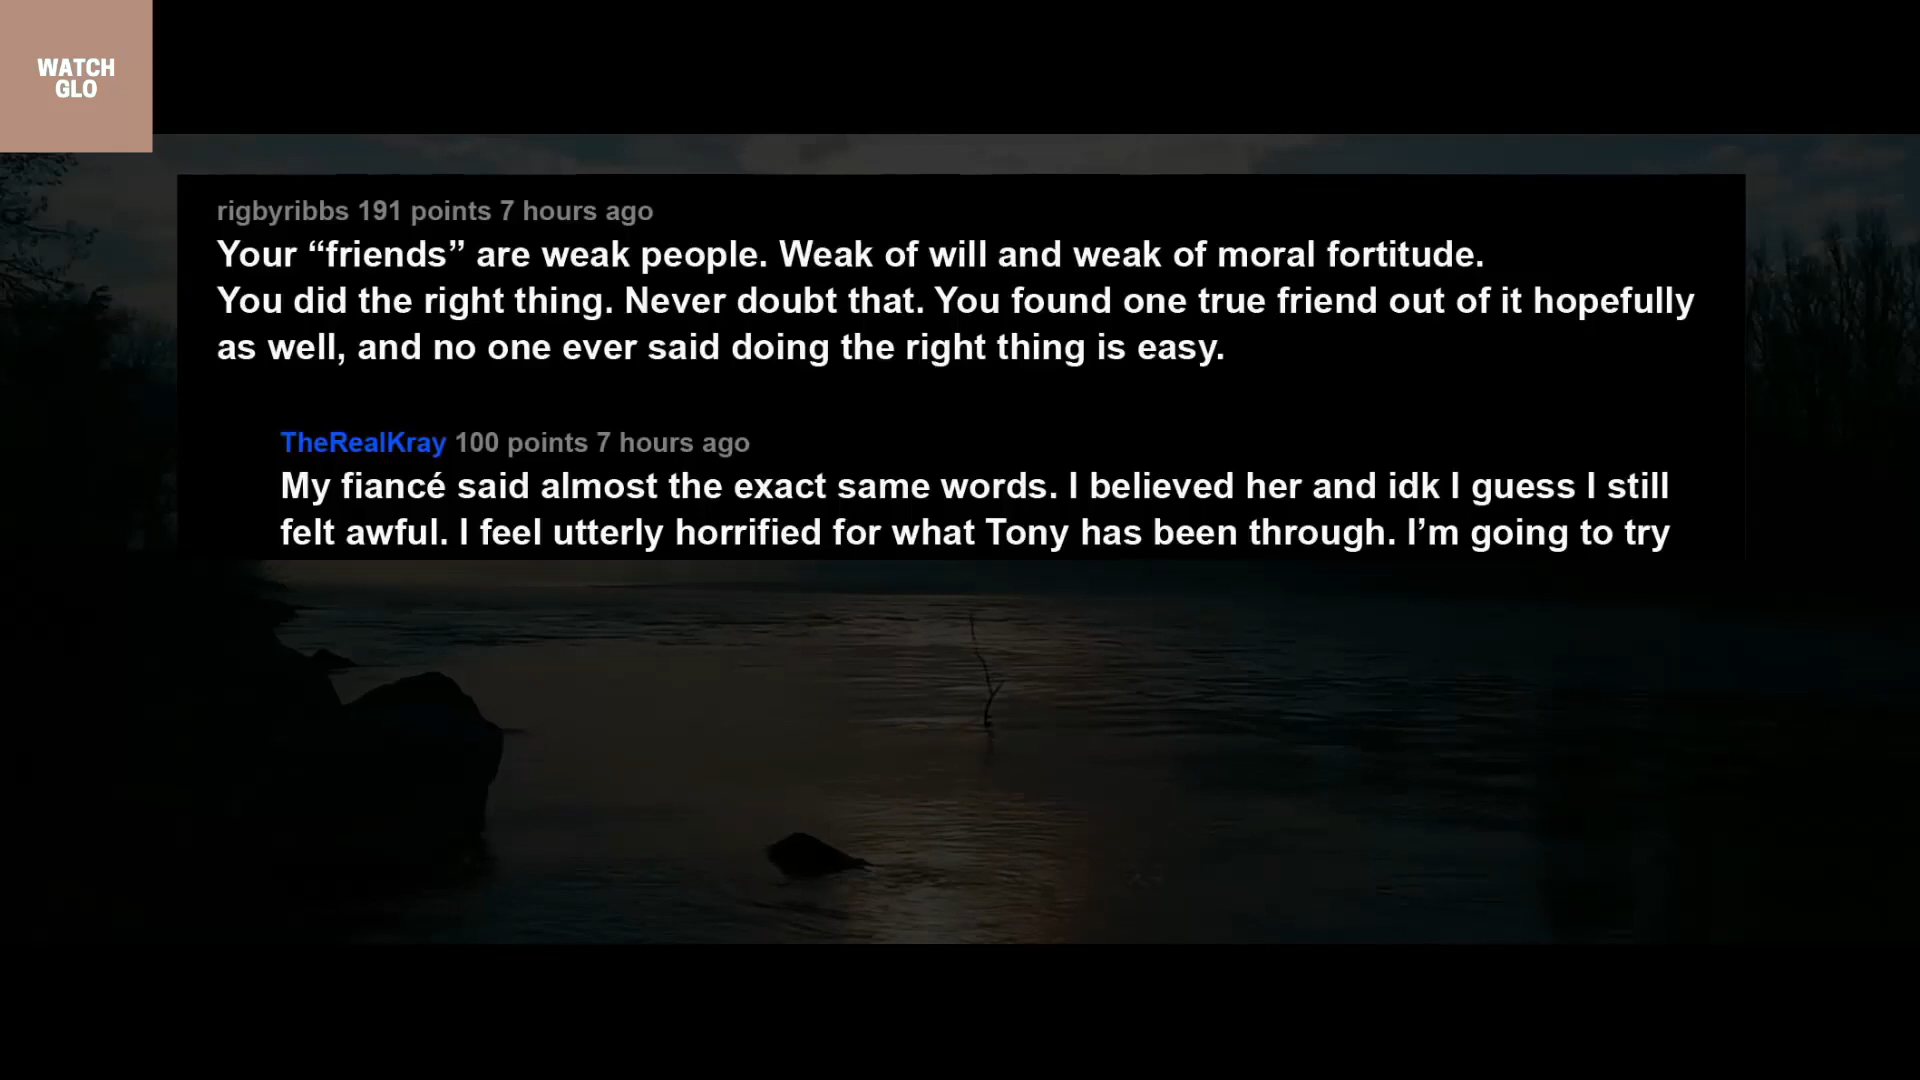 WATCH
GLO
rigbyribbs 191 points 7 hours ago
Your “friends” are weak people. Weak of will and weak of moral fortitude.
You did the right thing. Never doubt that. You found one true friend out of it hopefully
as well, and no one ever said doing the right thing is easy.
TheRealKray 100 points 7 hours ago
My fiancé said almost the exact same words. I believed her and idk I guess I still
felt awful. I feel utterly horrified for what Tony has been through. I’m going to try